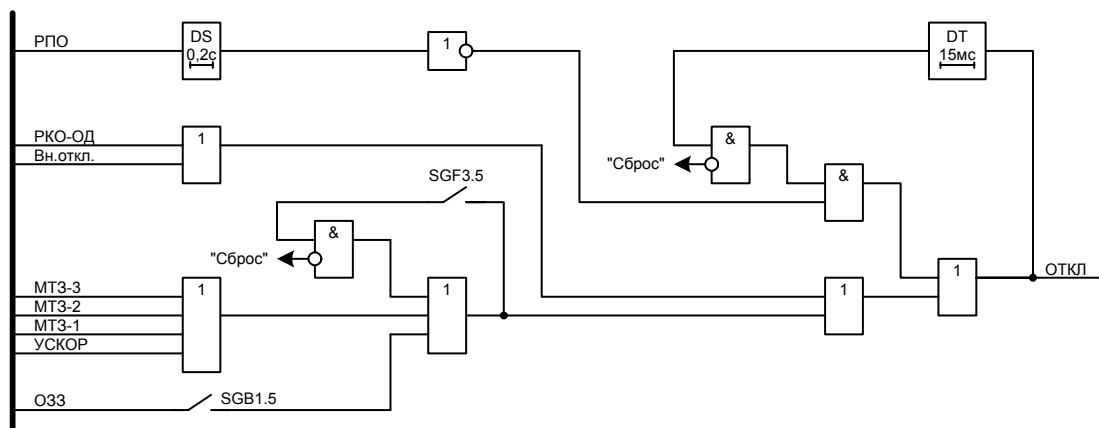 РПО
DS
0,2с
1
DT
15мс
РКО-ОД
Вн.откл.
1
&
"Сброс"
&
SGF3.5
&
"Сброс"
МТЗ-3
МТЗ-2
МТЗ-1
УСКОР
1
1
1
1
ОТКЛ
ОЗЗ
SGB1.5